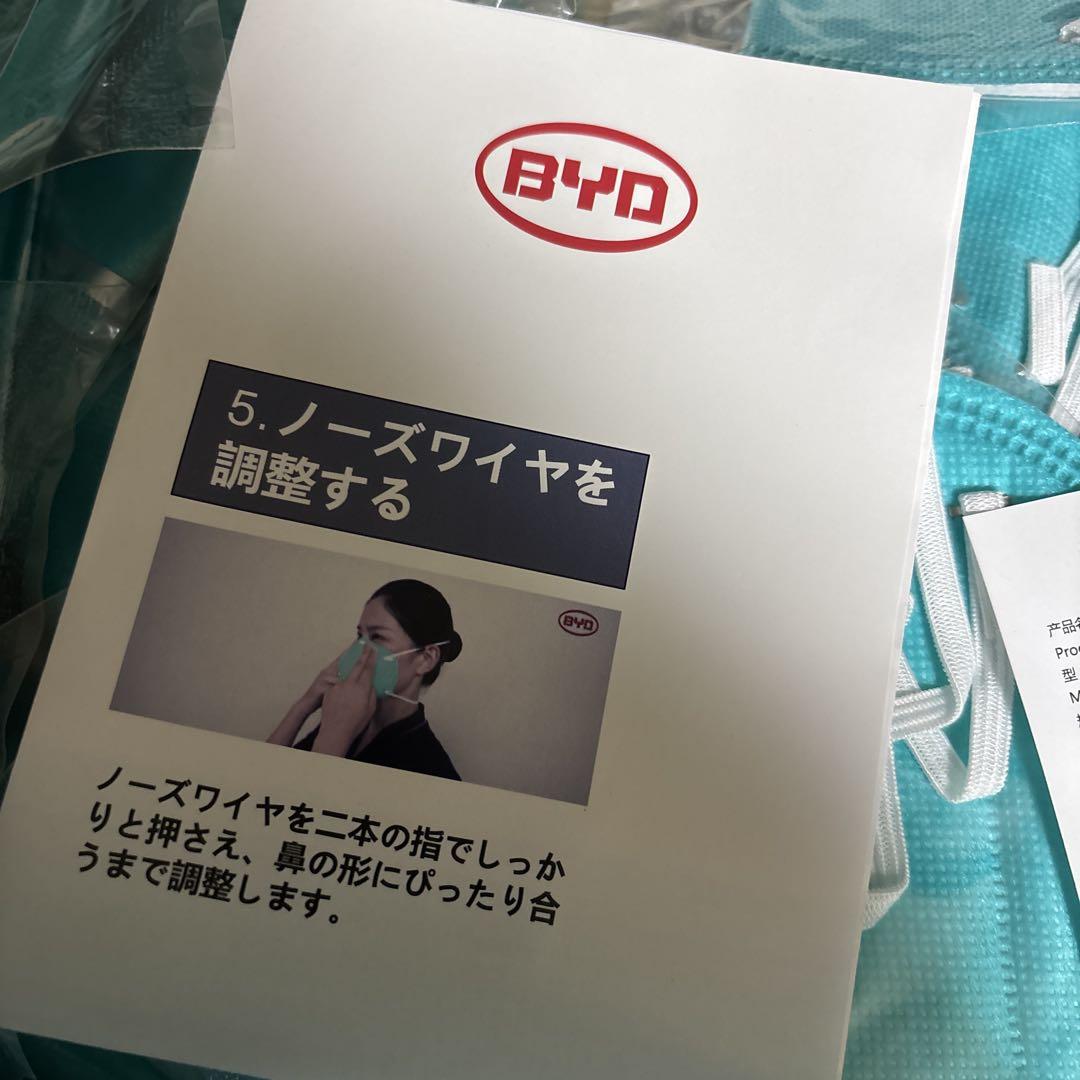 BYD
5.ノーズワイヤを
調整する
BYD
ノーズワイヤを二本の指でしっか
りと押さえ、鼻の形にぴったり合
うまで調整します。
产品
Pro
型
M